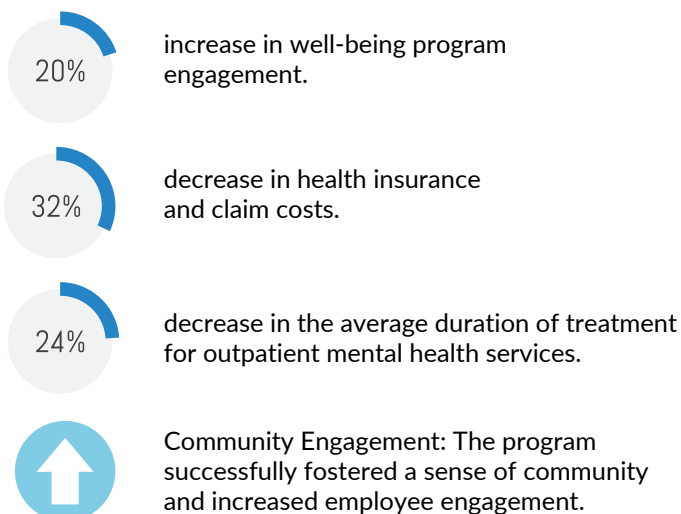 20%
increase in well-being program
engagement.
32%
decrease in health insurance
and claim costs.
24%
decrease in the average duration of treatment
for outpatient mental health services.
Community Engagement: The program
successfully fostered a sense of community
and increased employee engagement.